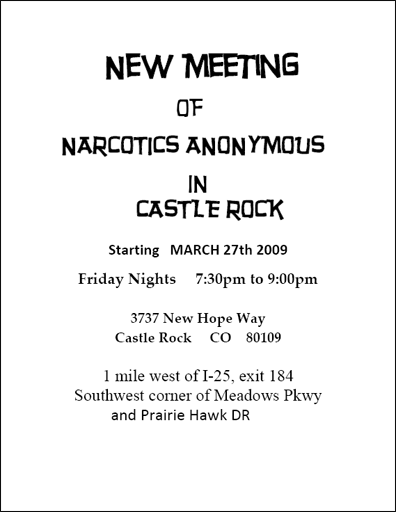 NEW MEETING
OF
NARCOTICS ANONYMOUS
IN
CASTLE ROCK
Starting MARCH 27th 2009
Friday Nights 7:30pm to 9:00pm
3737 New Hope Way
Castle Rock CO 80109
1 mile west of I-25, exit 184
Southwest corner of Meadows Pkwy
and Prairie Hawk DR